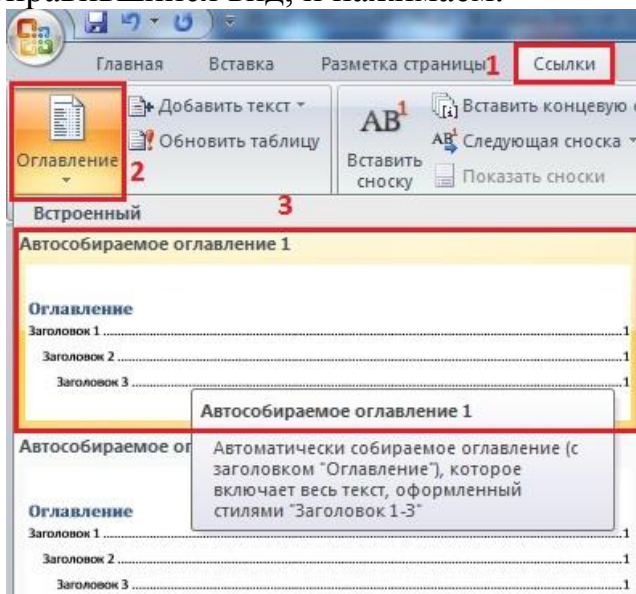 Главная Вставка Разметка страницы 1 Ссылки
Добавить текст
Обновить таблицу
Оглавление
2
AB1
Вставить
сноску
[i] Вставить концевую
AB1 Следующая сноска
Показать сноски
Встроенный 3
Автособираемое оглавление 1
Оглавление
Заголовок 1 ........ 1
Заголовок 2 ........ 1
Заголовок 3 ........ 1
Автособираемое оглавление 1
Автоматически собираемое оглавление (с
заголовком "Оглавление"), которое
включает весь текст, оформленный
стилями "Заголовок 1-3"
Автособираемое ог
Оглавление
Заголовок 1 ........ 1
Заголовок 2 ........ 1
Заголовок 3 ........ 1